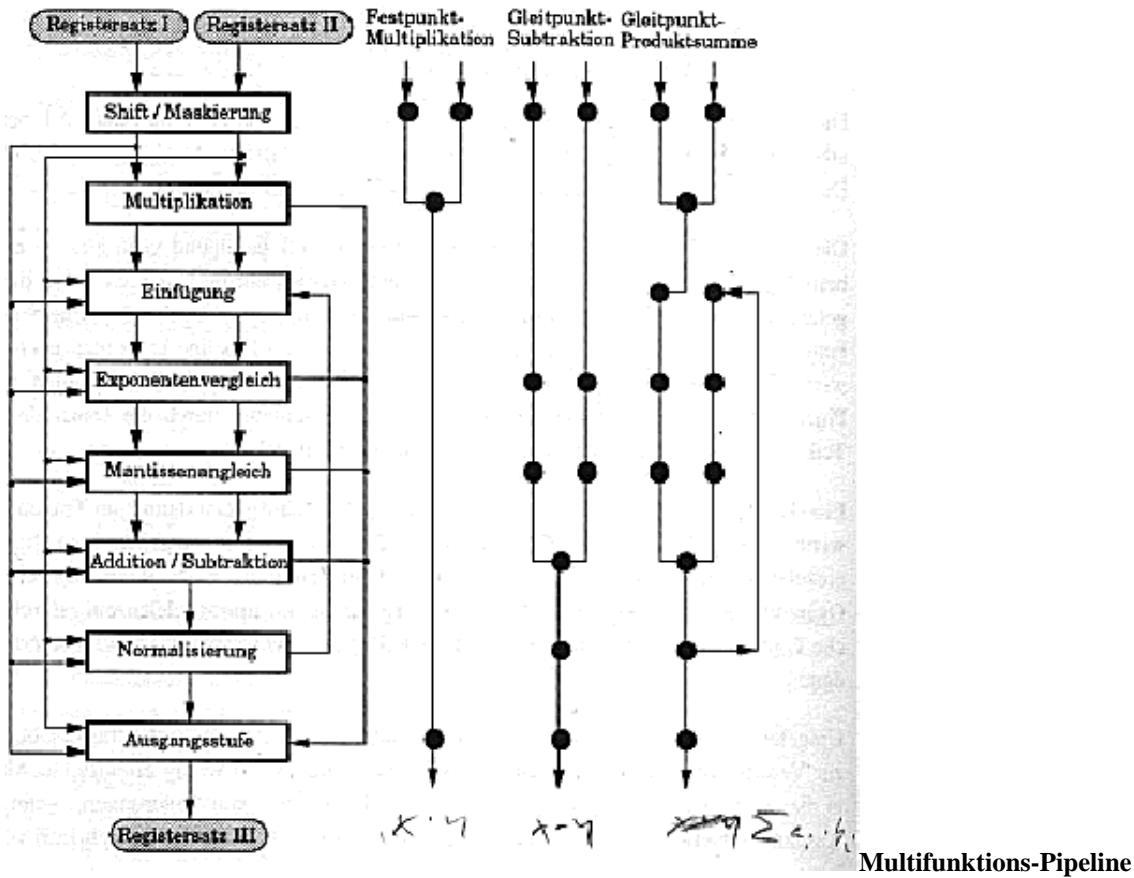 Registersatz I
Registersatz II
Festpunkt-
Multiplikation
Gleitpunkt-
Subtraktion
Gleitpunkt-
Produktsumme
Shift / Maskierung
Multiplikation
Einfügung
Exponentenvergleich
Mantissenangleich
Addition / Subtraktion
Normalisierung
Ausgangsstufe
Registersatz III
x · y
x - y
Σ
Multifunktions-Pipeline